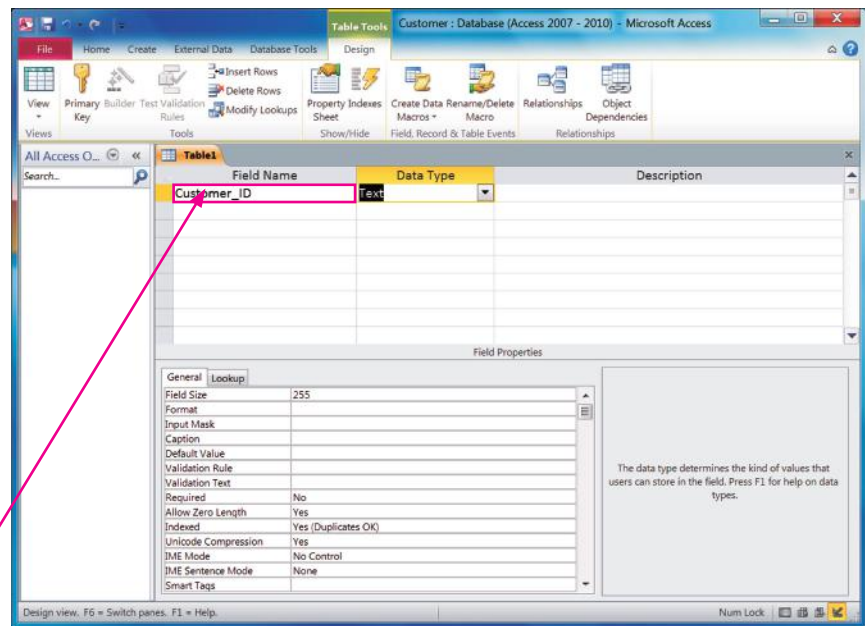 Table Tools Customer : Database (Access 2007 - 2010) - Microsoft Access
File Home Create External Data Database Tools Design
View Primary Key Builder Test Validation Rules Insert Rows Delete Rows Modify Lookups Property Sheet Indexes Create Data Macros Rename/Delete Macro Relationships Object Dependencies
Views Tools Show/Hide Field, Record & Table Events Relationships
All Access O... « Table1
Search... Field Name Data Type Description
Customer_ID Text
Field Properties
General Lookup
Field Size 255
Format
Input Mask
Caption
Default Value
Validation Rule
Validation Text
Required No
Allow Zero Length Yes
Indexed Yes (Duplicates OK)
Unicode Compression Yes
IME Mode No Control
IME Sentence Mode None
Smart Tags
The data type determines the kind of values that
users can store in the field. Press F1 for help on data
types.
Design view. F6 = Switch panes. F1 = Help. Num Lock